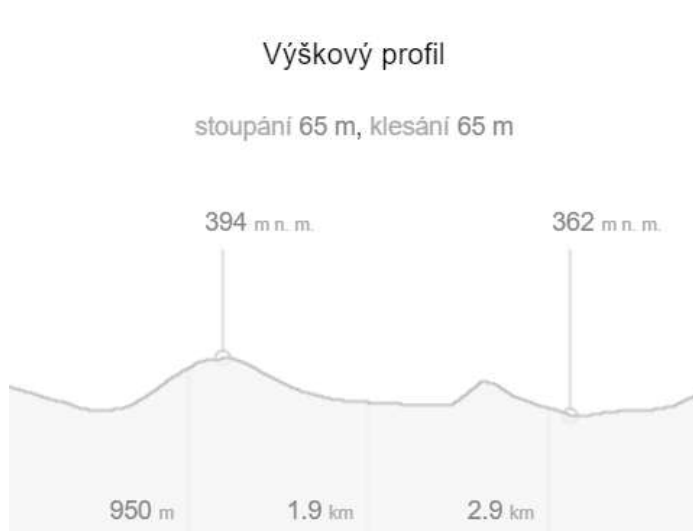 Výškový profil
stoupání 65 m, klesání 65 m
394 m n. m. 362 m n. m.
950 m 1.9 km 2.9 km